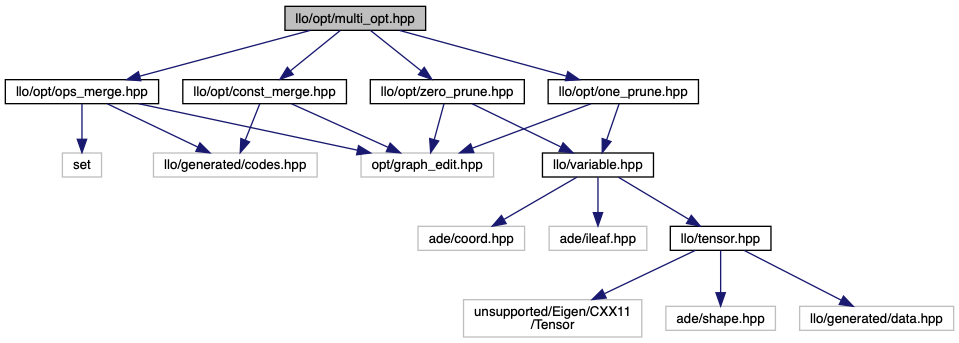 llo/opt/multi_opt.hpp
llo/opt/ops_merge.hpp
llo/opt/const_merge.hpp
llo/opt/zero_prune.hpp
llo/opt/one_prune.hpp
set
llo/generated/codes.hpp
opt/graph_edit.hpp
llo/variable.hpp
ade/coord.hpp
ade/ileaf.hpp
llo/tensor.hpp
unsupported/Eigen/CXX11
/Tensor
ade/shape.hpp
llo/generated/data.hpp